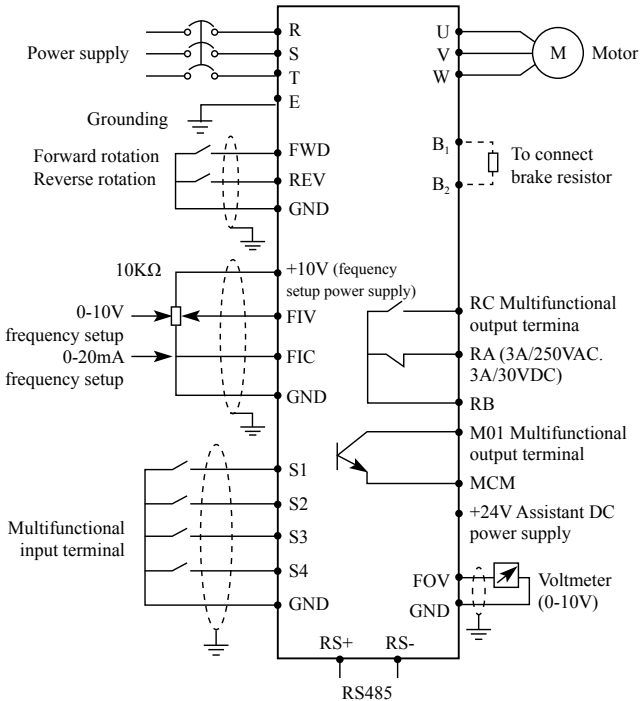 R
U
Power supply
S
V
M
Motor
T
W
E
Grounding
FWD
Forward rotation
REV
Reverse rotation
GND
B₁
To connect
brake resistor
B₂
10KΩ
+10V (fequency
setup power supply)
0-10V
frequency setup
FIV
0-20mA
frequency setup
FIC
GND
RC Multifunctional
output termina
RA (3A/250VAC.
3A/30VDC)
RB
M01 Multifunctional
output terminal
MCM
+24V Assistant DC
power supply
S1
S2
Multifunctional
input terminal
S3
S4
GND
FOV
Voltmeter
(0-10V)
GND
RS+ RS-
RS485